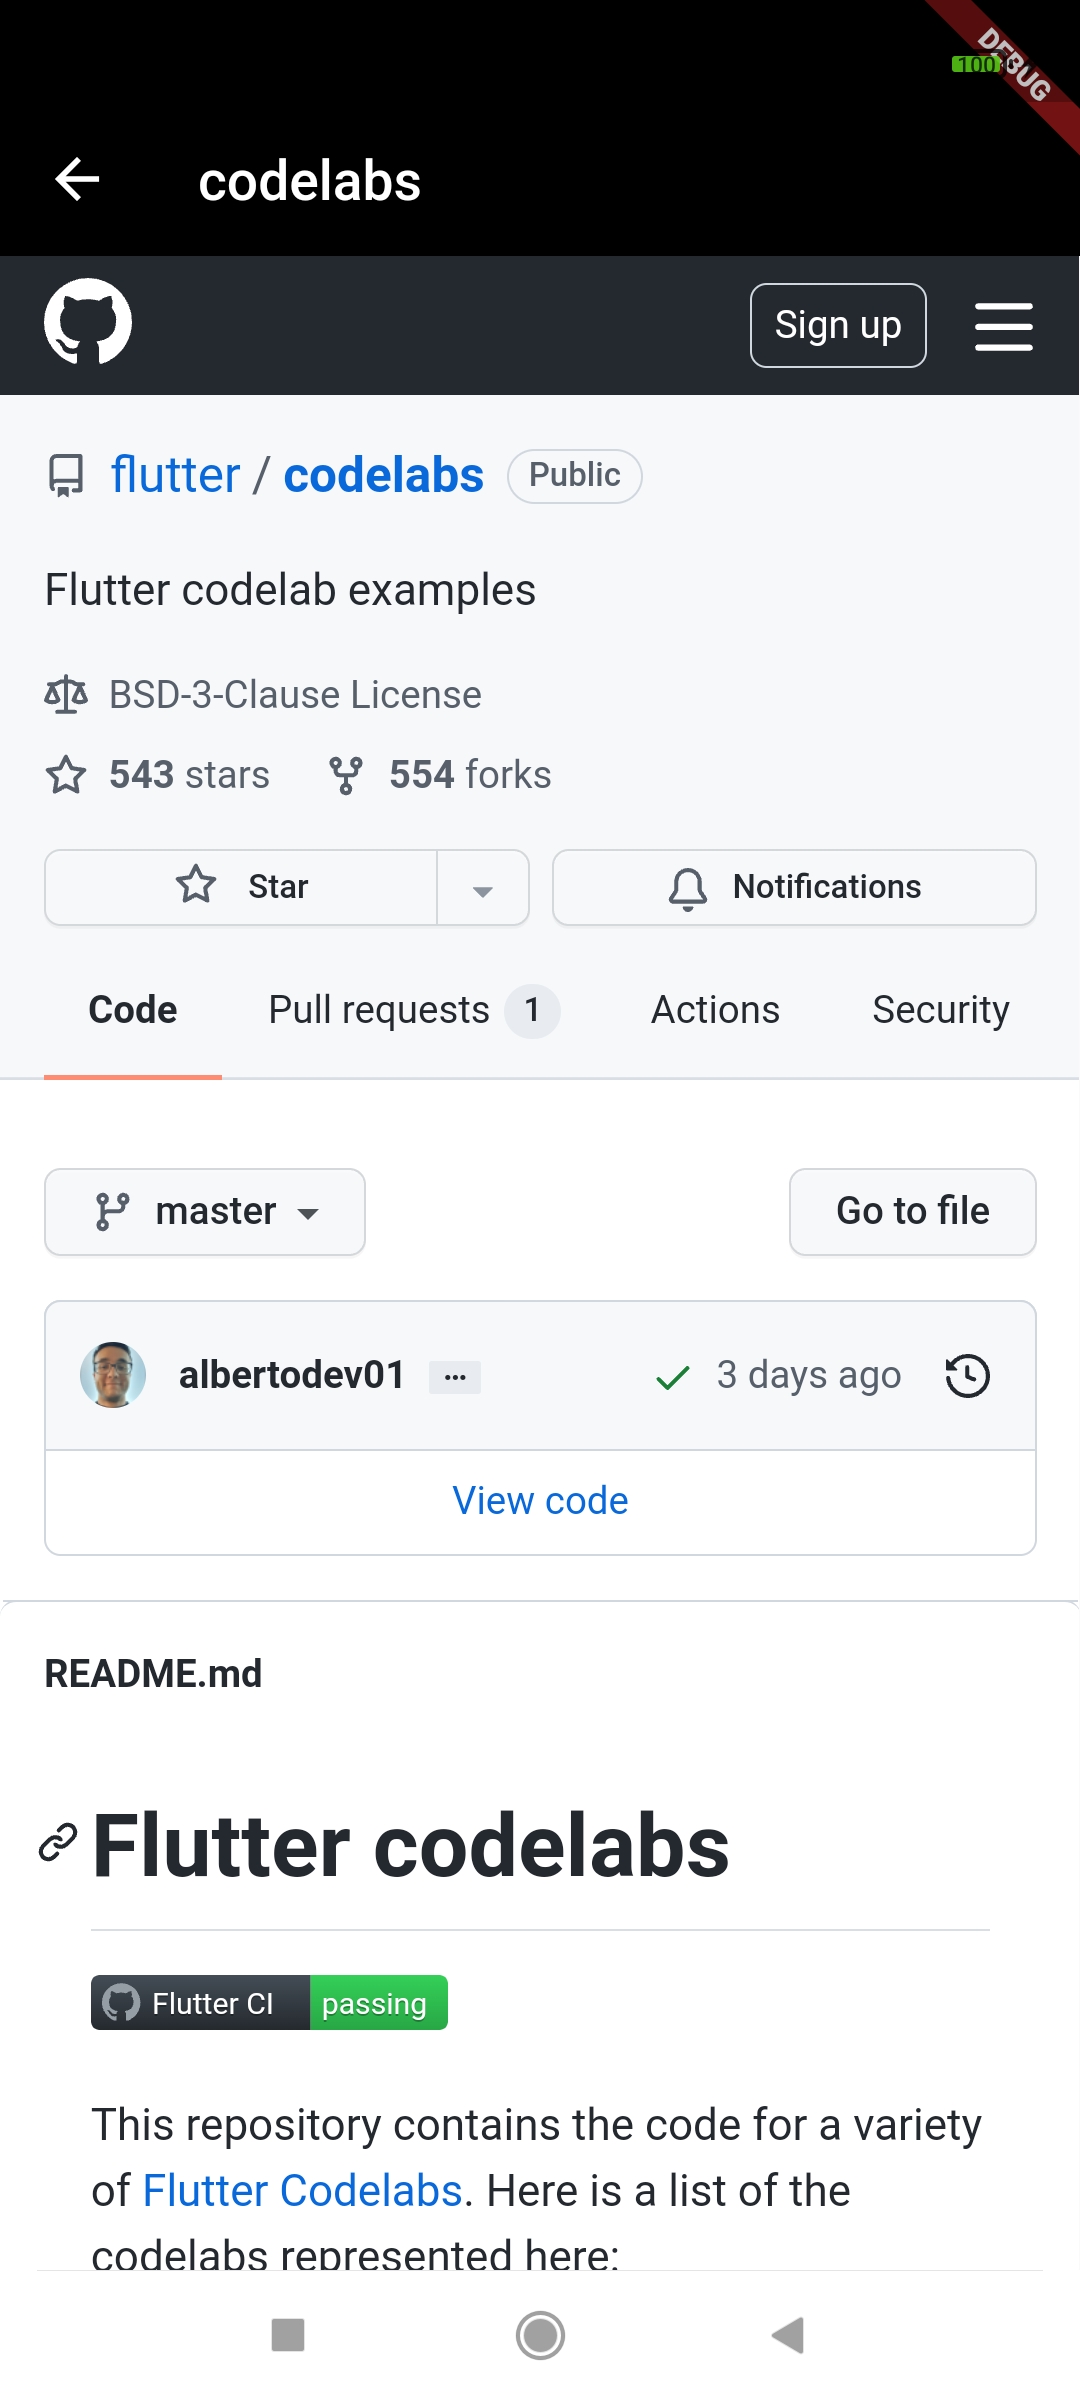 100
DEBUG
codelabs
Sign up
flutter / codelabs Public
Flutter codelab examples
BSD-3-Clause License
543 stars 554 forks
Star Notifications
Code Pull requests 1 Actions Security
master Go to file
albertodev01 ... 3 days ago
View code
README.md
Flutter codelabs
Flutter CI passing
This repository contains the code for a variety
of Flutter Codelabs. Here is a list of the
codelabs represented here: